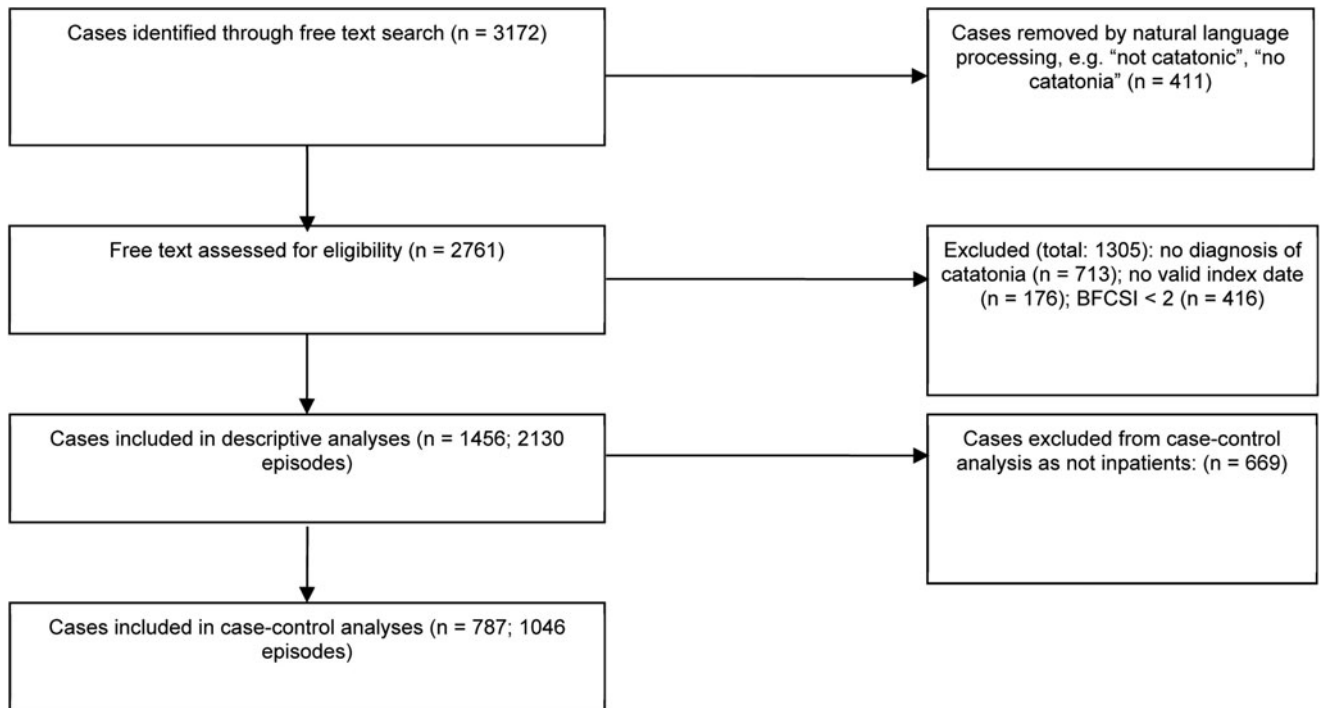 Cases identified through free text search (n = 3172)
Cases removed by natural language
processing, e.g. “not catatonic”, “no
catatonia” (n = 411)
Free text assessed for eligibility (n = 2761)
Excluded (total: 1305): no diagnosis of
catatonia (n = 713); no valid index date
(n = 176); BFCSI < 2 (n = 416)
Cases included in descriptive analyses (n = 1456; 2130
episodes)
Cases excluded from case-control
analysis as not inpatients: (n = 669)
Cases included in case-control analyses (n = 787; 1046
episodes)